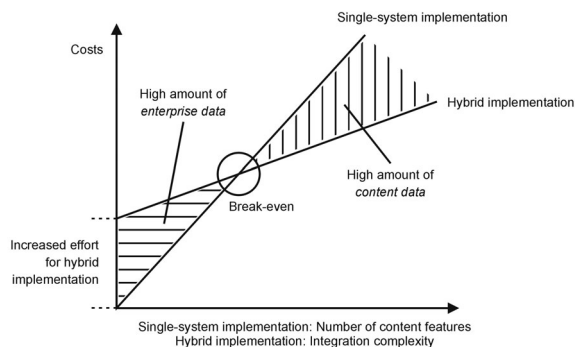 Single-system implementation
Costs
High amount of
enterprise data
Hybrid implementation
High amount of
content data
Break-even
Increased effort
for hybrid
implementation
Single-system implementation: Number of content features
Hybrid implementation: Integration complexity